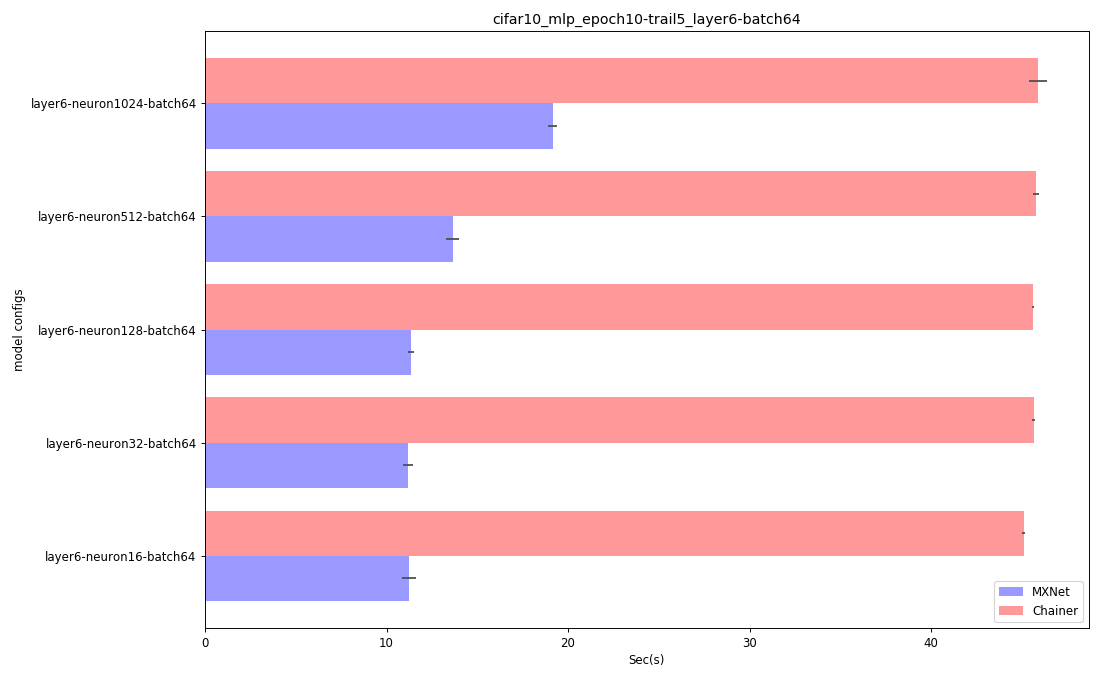 cifar10_mlp_epoch10-trail5_layer6-batch64
layer6-neuron1024-batch64
layer6-neuron512-batch64
layer6-neuron128-batch64
layer6-neuron32-batch64
layer6-neuron16-batch64
model configs
0 10 20 30 40
Sec(s)
MXNet
Chainer